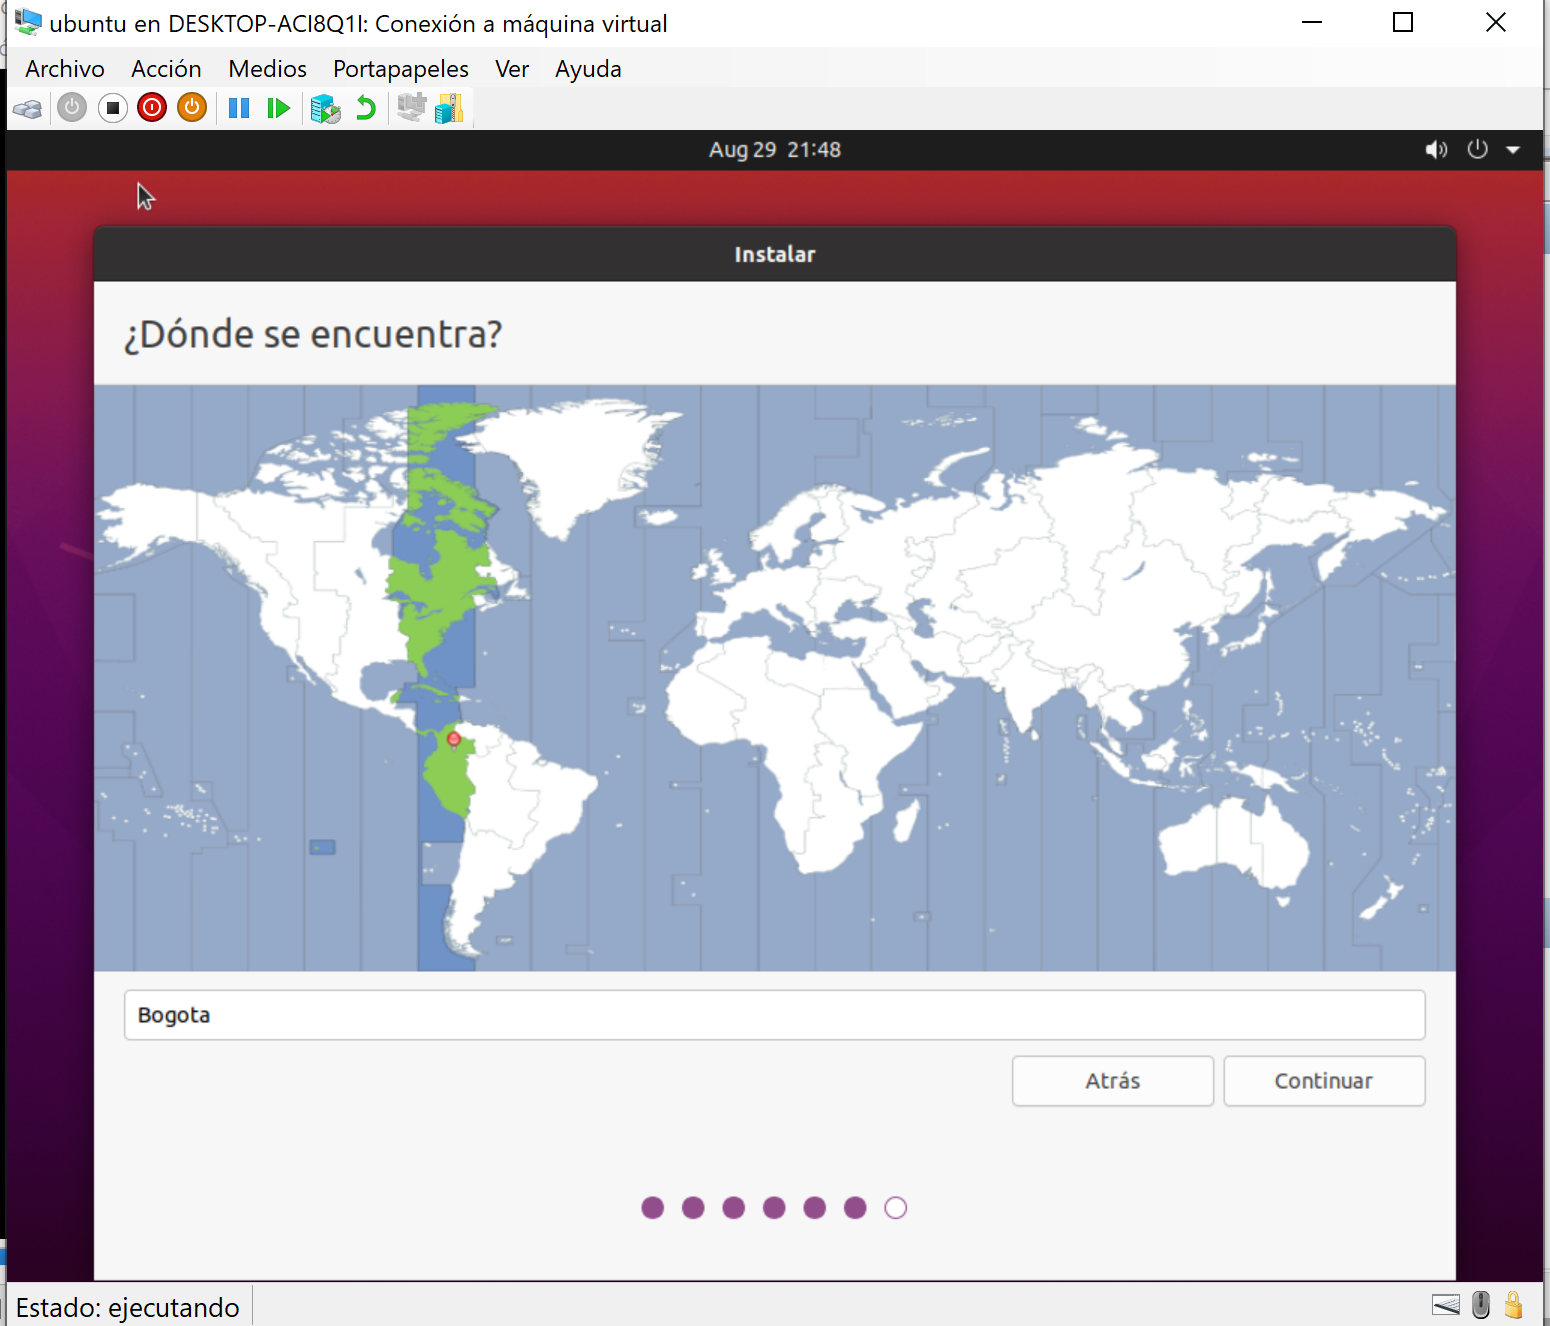 ubuntu en DESKTOP-ACI8Q1I: Conexión a máquina virtual
Archivo Acción Medios Portapapeles Ver Ayuda
Aug 29 21:48
Instalar
¿Dónde se encuentra?
Bogota
Atrás Continuar
Estado: ejecutando